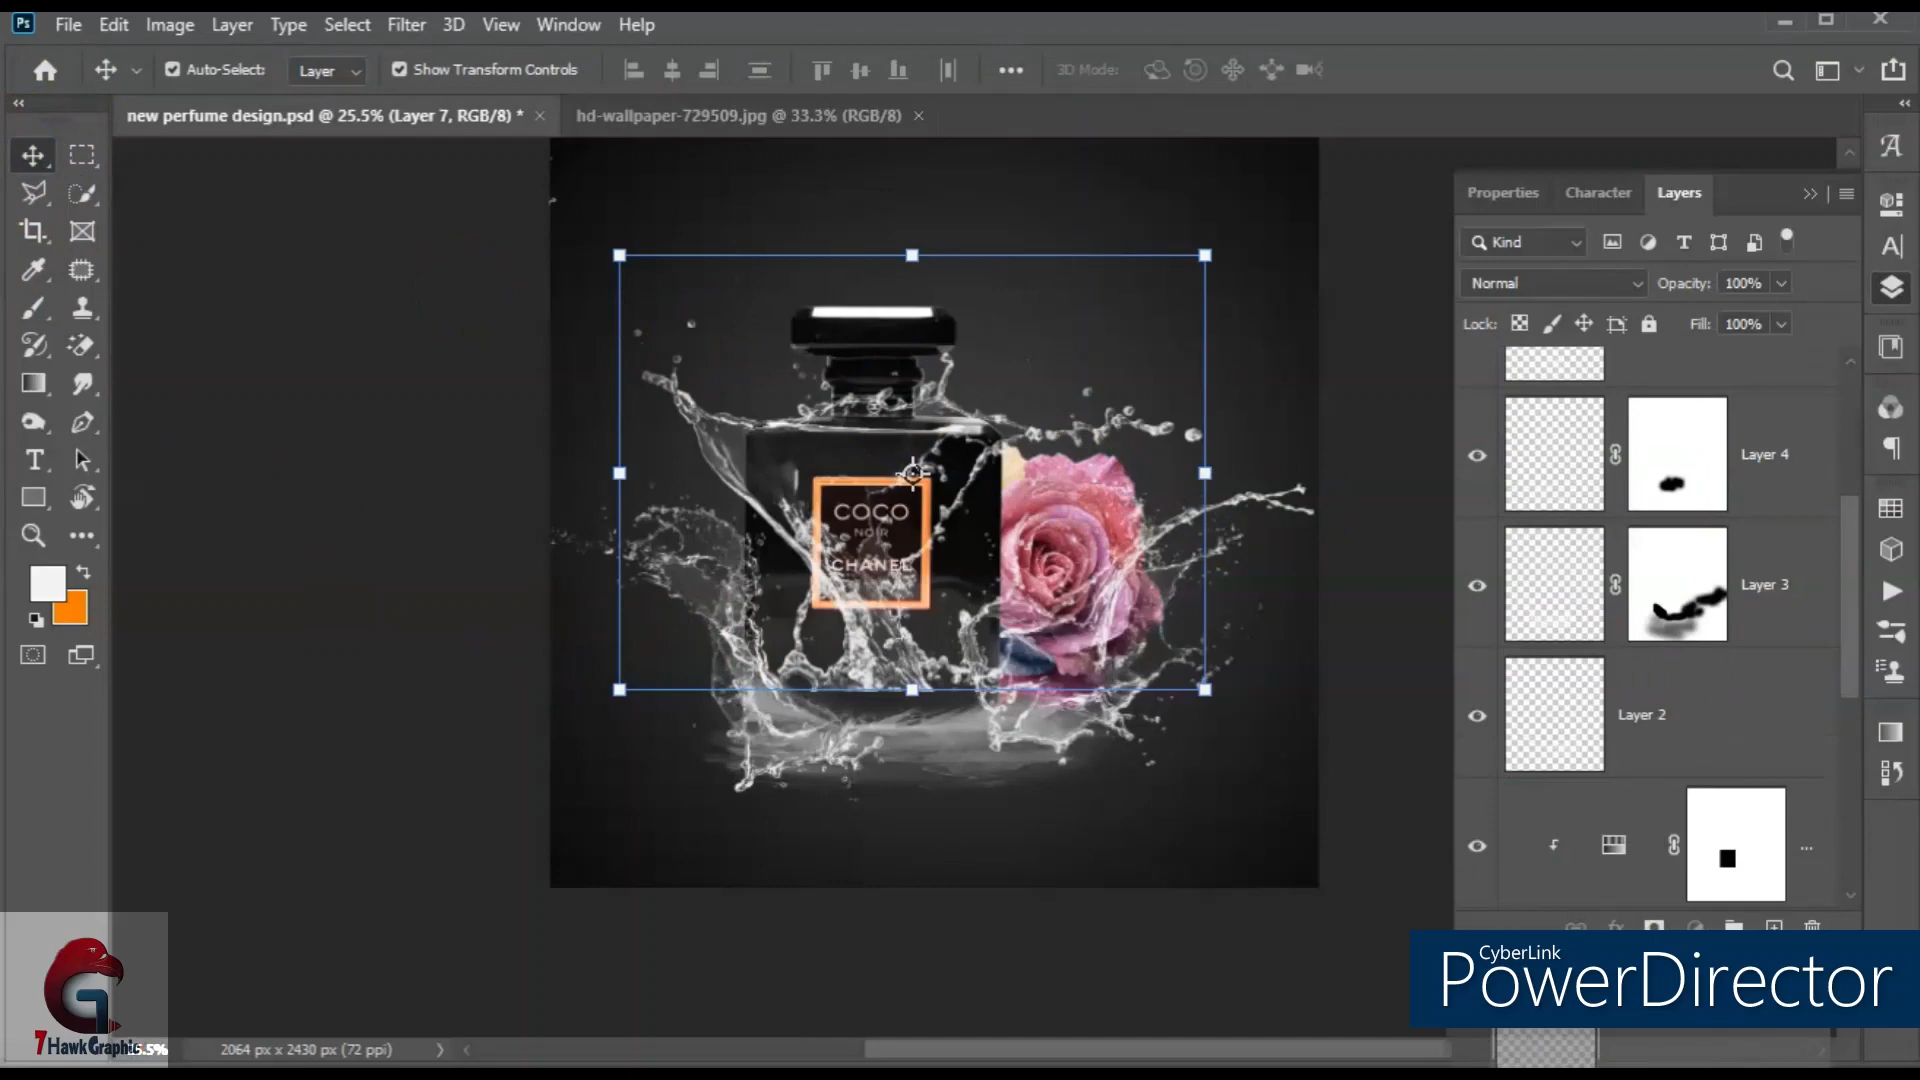 Ps File Edit Image Layer Type Select Filter 3D View Window Help
Auto-Select: Layer Show Transform Controls 3D Mode:
new perfume design.psd @ 25.5% (Layer 7, RGB/8) * × hd-wallpaper-729509.jpg @ 33.3% (RGB/8) ×
Properties Character Layers
Kind
Normal Opacity: 100%
Lock: Fill: 100%
Layer 4
Layer 3
Layer 2
COCO
NOIR
CHANEL
CyberLink
PowerDirector
7HawkGraphic
2064 px x 2430 px (72 ppi)